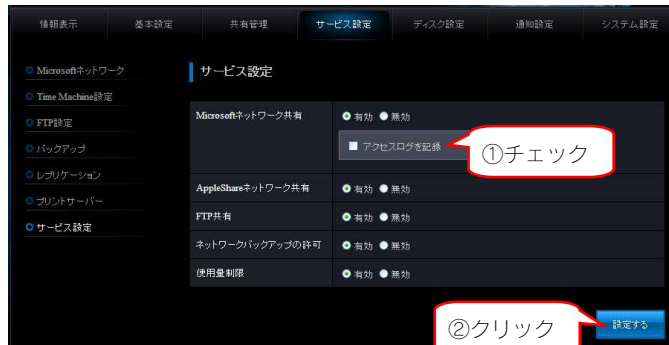 情報表示 基本設定 共有管理 サービス設定 ディスク設定 通知設定 システム設定
Microsoftネットワーク
Time Machine設定
FTP設定
バックアップ
レプリケーション
プリントサーバー
サービス設定
サービス設定
Microsoftネットワーク共有 有効 無効
アクセスログを記録
①チェック
AppleShareネットワーク共有 有効 無効
FTP共有 有効 無効
ネットワークバックアップの許可 有効 無効
使用量制限 有効 無効
②クリック
設定する